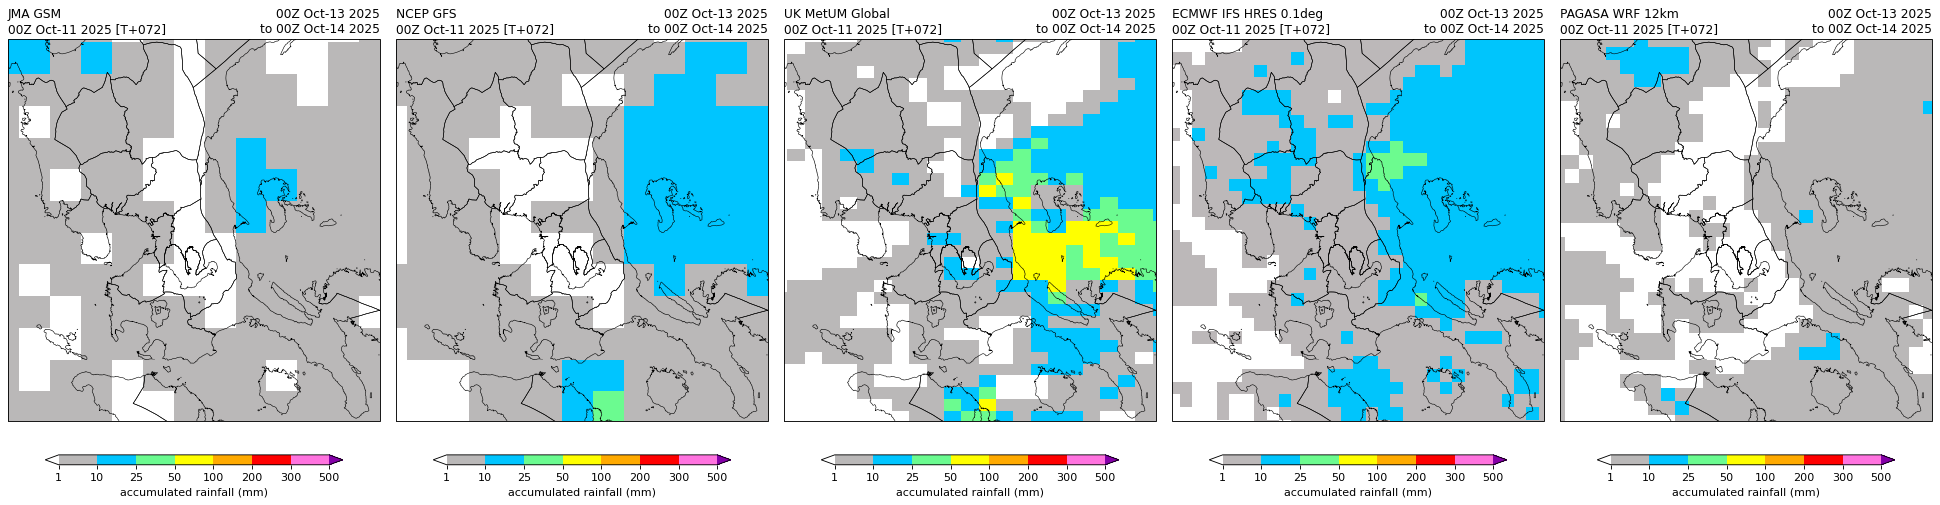 JMA GSM
00Z Oct-11 2025 [T+072]
00Z Oct-13 2025
to 00Z Oct-14 2025
1 10 25 50 100 200 300 500
accumulated rainfall (mm)
NCEP GFS
00Z Oct-11 2025 [T+072]
00Z Oct-13 2025
to 00Z Oct-14 2025
1 10 25 50 100 200 300 500
accumulated rainfall (mm)
UK MetUM Global
00Z Oct-11 2025 [T+072]
00Z Oct-13 2025
to 00Z Oct-14 2025
1 10 25 50 100 200 300 500
accumulated rainfall (mm)
ECMWF IFS HRES 0.1deg
00Z Oct-11 2025 [T+072]
00Z Oct-13 2025
to 00Z Oct-14 2025
1 10 25 50 100 200 300 500
accumulated rainfall (mm)
PAGASA WRF 12km
00Z Oct-11 2025 [T+072]
00Z Oct-13 2025
to 00Z Oct-14 2025
1 10 25 50 100 200 300 500
accumulated rainfall (mm)